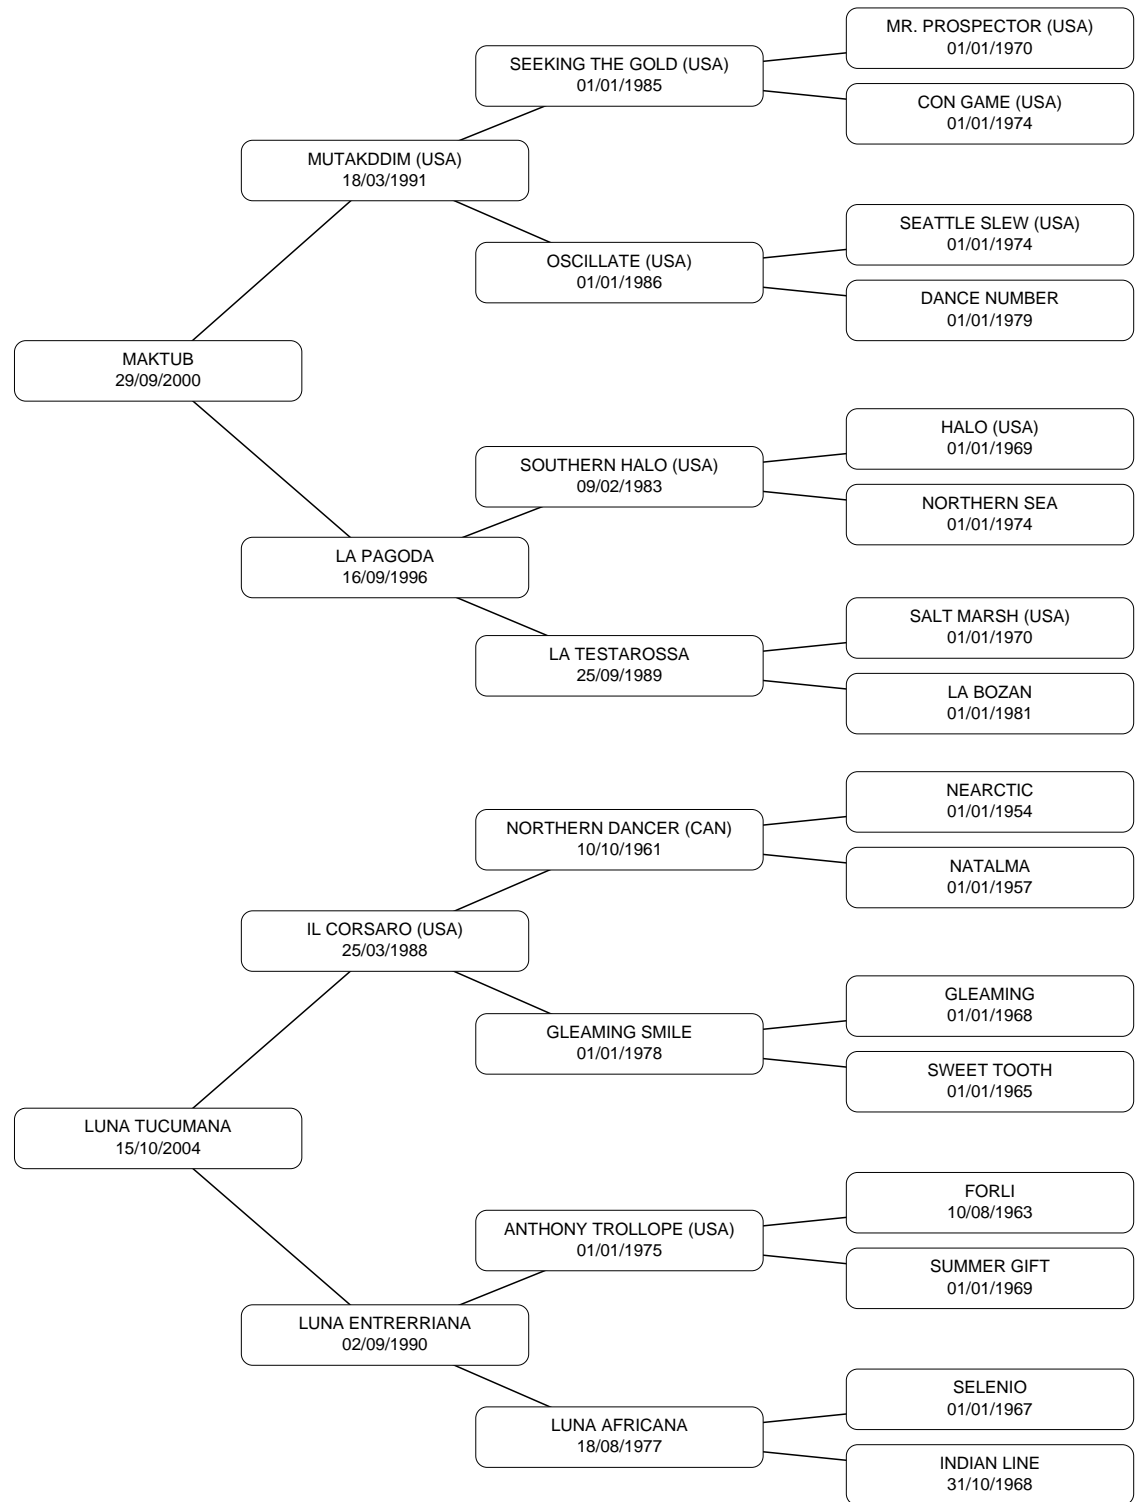 MR. PROSPECTOR (USA)
01/01/1970
SEEKING THE GOLD (USA)
01/01/1985
CON GAME (USA)
01/01/1974
MUTAKDDIM (USA)
18/03/1991
SEATTLE SLEW (USA)
01/01/1974
OSCILLATE (USA)
01/01/1986
DANCE NUMBER
01/01/1979
MAKTUB
29/09/2000
HALO (USA)
01/01/1969
SOUTHERN HALO (USA)
09/02/1983
NORTHERN SEA
01/01/1974
LA PAGODA
16/09/1996
SALT MARSH (USA)
01/01/1970
LA TESTAROSSA
25/09/1989
LA BOZAN
01/01/1981
NEARCTIC
01/01/1954
NORTHERN DANCER (CAN)
10/10/1961
NATALMA
01/01/1957
IL CORSARO (USA)
25/03/1988
GLEAMING
01/01/1968
GLEAMING SMILE
01/01/1978
SWEET TOOTH
01/01/1965
LUNA TUCUMANA
15/10/2004
FORLI
10/08/1963
ANTHONY TROLLOPE (USA)
01/01/1975
SUMMER GIFT
01/01/1969
LUNA ENTRERRIANA
02/09/1990
SELENIO
01/01/1967
LUNA AFRICANA
18/08/1977
INDIAN LINE
31/10/1968